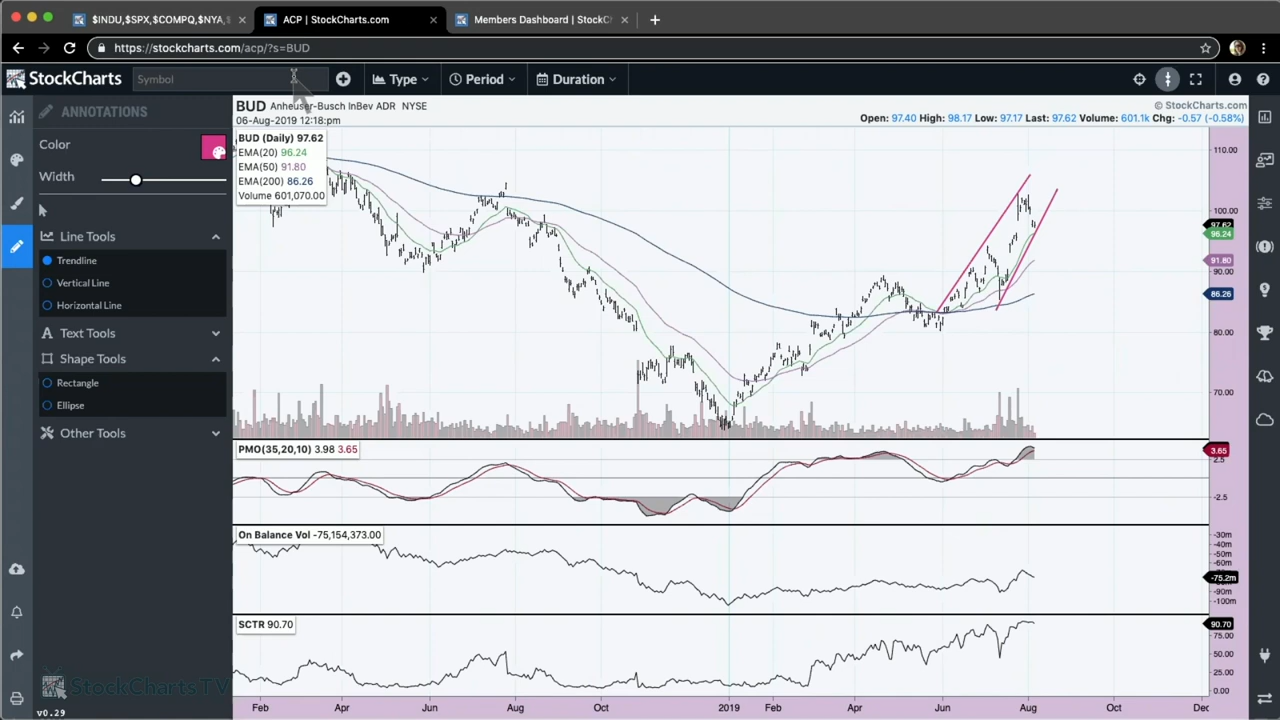 $INDU,$SPX,$COMPQ,$NYA,$
ACP | StockCharts.com
Members Dashboard | StockC
https://stockcharts.com/acp/?s=BUD
StockCharts
Symbol
Type
Period
Duration
ANNOTATIONS
Color
Width
Line Tools
Trendline
Vertical Line
Horizontal Line
Text Tools
Shape Tools
Rectangle
Ellipse
Other Tools
StockCharts TV
v0.29
BUD Anheuser-Busch InBev ADR NYSE
© StockCharts.com
06-Aug-2019 12:18:pm
Open: 97.40 High: 98.17 Low: 97.17 Last: 97.62 Volume: 601.1k Chg: -0.57 (-0.58%)
BUD (Daily) 97.62
EMA(20) 96.24
EMA(50) 91.80
EMA(200) 86.26
Volume 601,070.00
110.00
100.00
97.62
96.24
91.80
90.00
86.26
80.00
70.00
PMO(35,20,10) 3.98 3.65
3.65
2.5
-2.5
On Balance Vol -75,154,373.00
-30m
-40m
-50m
-60m
-75.2m
-90m
-100m
SCTR 90.70
90.70
75.00
50.00
25.00
0.00
Feb Apr Jun Aug Oct 2019 Feb Apr Jun Aug Oct Dec